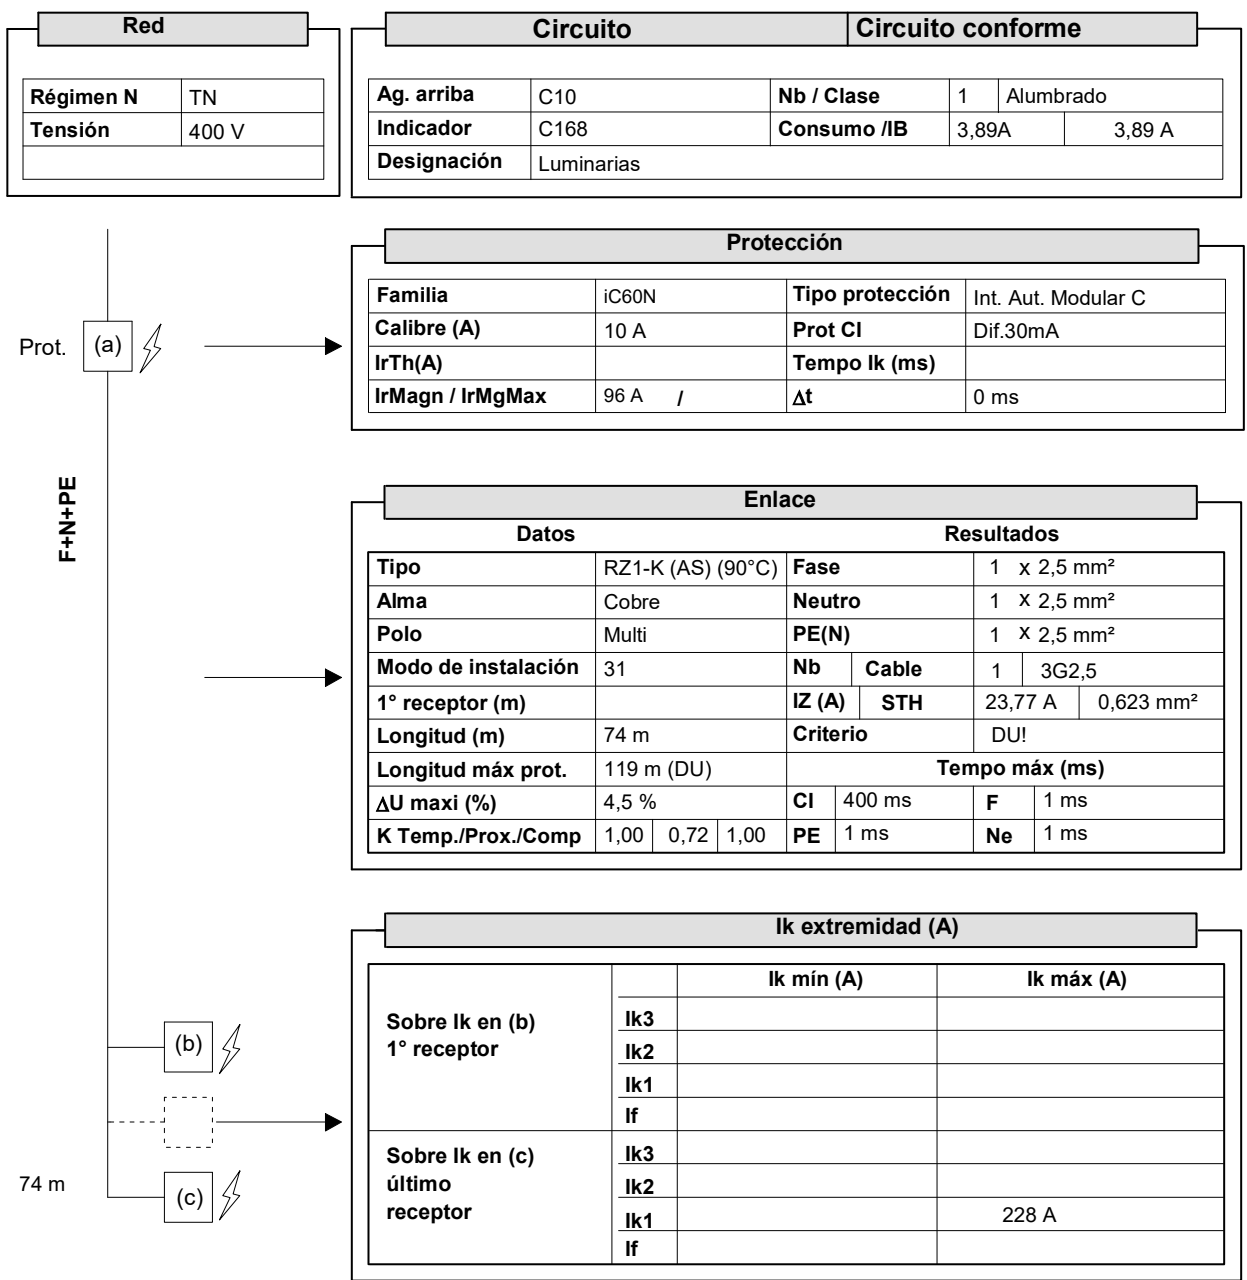 Red
Régimen N TN
Tensión 400 V
Circuito Circuito conforme
Ag. arriba C10 Nb / Clase 1 Alumbrado
Indicador C168 Consumo /IB 3,89A 3,89 A
Designación Luminarias
Protección
Familia iC60N Tipo protección Int. Aut. Modular C
Calibre (A) 10 A Prot CI Dif.30mA
IrTh(A) Tempo Ik (ms)
IrMagn / IrMgMax 96 A / Δt 0 ms
Prot. (a)
F+N+PE
Enlace
Datos Resultados
Tipo RZ1-K (AS) (90°C) Fase 1 x 2,5 mm²
Alma Cobre Neutro 1 x 2,5 mm²
Polo Multi PE(N) 1 x 2,5 mm²
Modo de instalación 31 Nb Cable 1 3G2,5
1° receptor (m) IZ (A) STH 23,77 A 0,623 mm²
Longitud (m) 74 m Criterio DU!
Longitud máx prot. 119 m (DU) Tempo máx (ms)
ΔU maxi (%) 4,5 % CI 400 ms F 1 ms
K Temp./Prox./Comp 1,00 0,72 1,00 PE 1 ms Ne 1 ms
Ik extremidad (A)
Ik mín (A) Ik máx (A)
Sobre Ik en (b)
1° receptor
Ik3
Ik2
Ik1
If
(b)
Sobre Ik en (c)
último
receptor
Ik3
Ik2
Ik1 228 A
If
74 m (c)